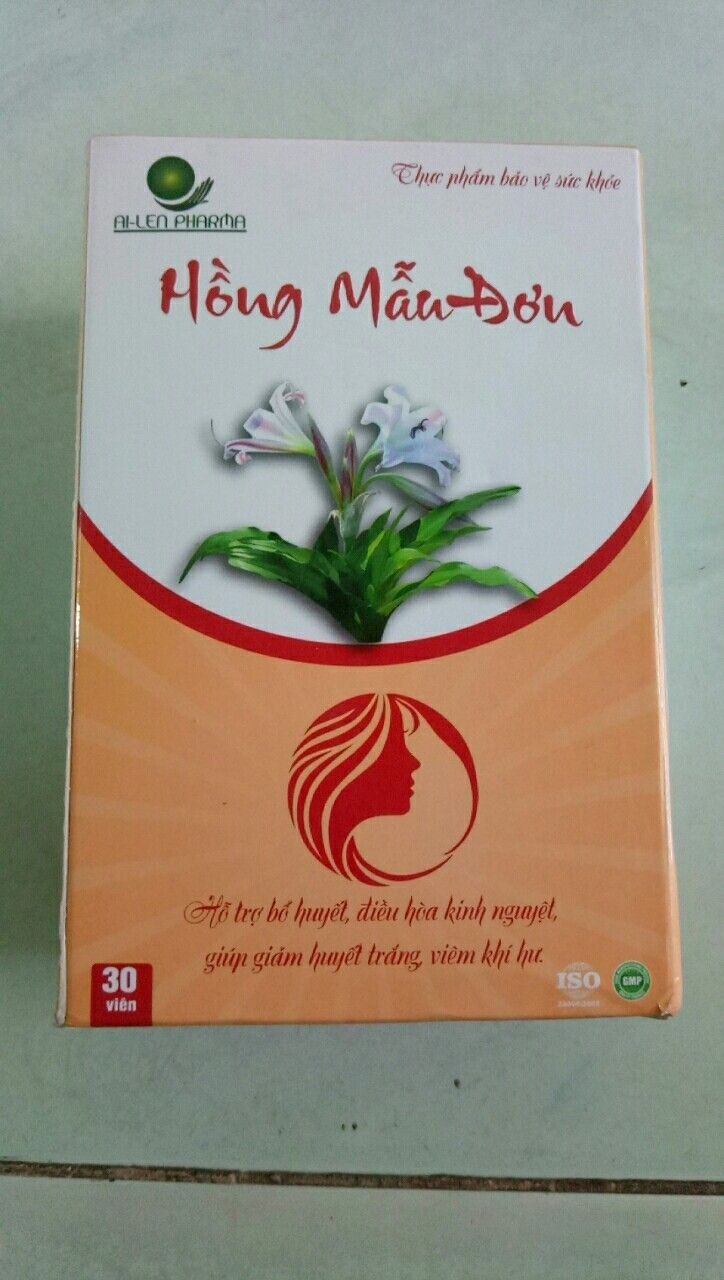 AI-LEN PHARMA
Thực phẩm bảo vệ sức khỏe
Hồng Mẫu Đơn
Hỗ trợ bổ huyết, điều hòa kinh nguyệt,
giúp giảm huyết trắng, viêm khí hư.
30
viên
ISO
GMP